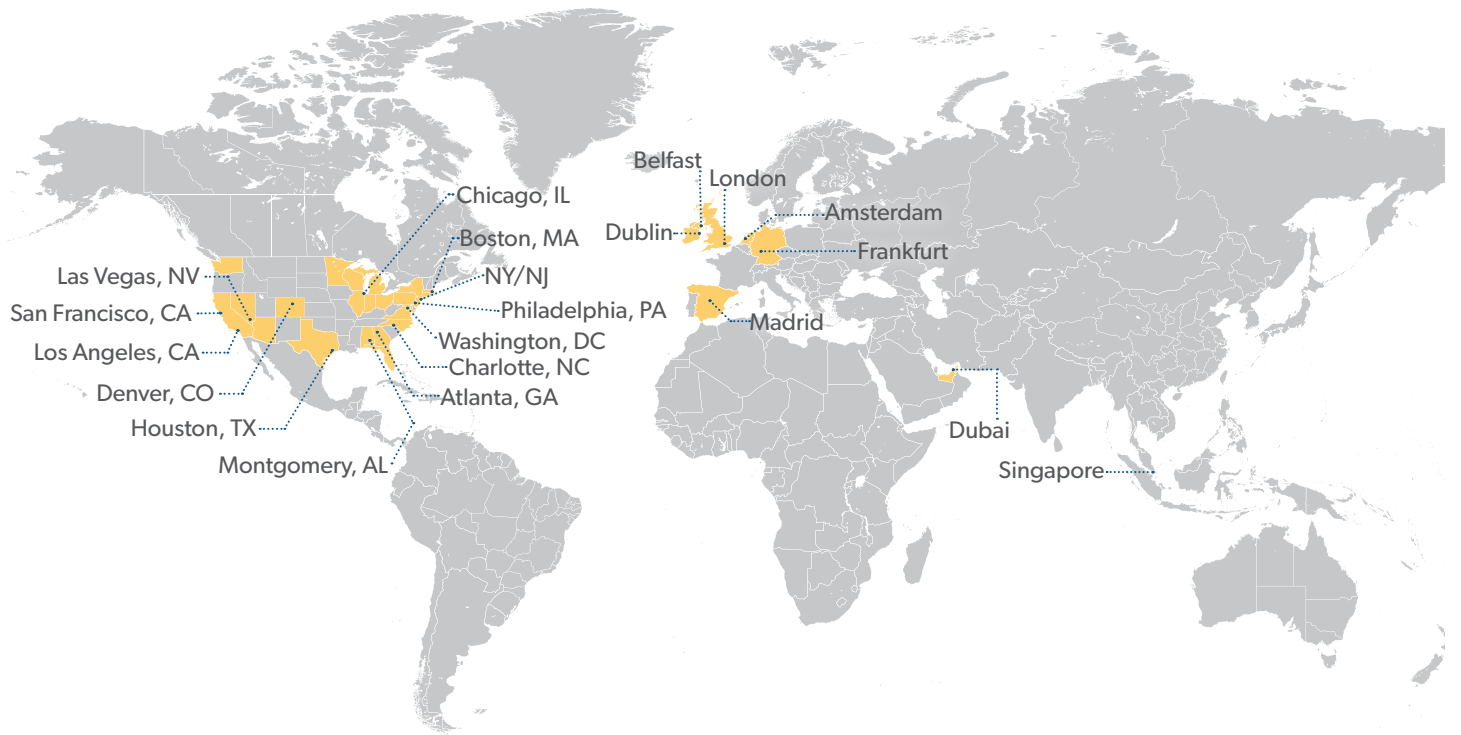 Belfast
London
Chicago, IL
Amsterdam
Dublin
Boston, MA
Frankfurt
Las Vegas, NV
NY/NJ
San Francisco, CA
Philadelphia, PA
Madrid
Washington, DC
Los Angeles, CA
Charlotte, NC
Denver, CO
Atlanta, GA
Houston, TX
Dubai
Montgomery, AL
Singapore